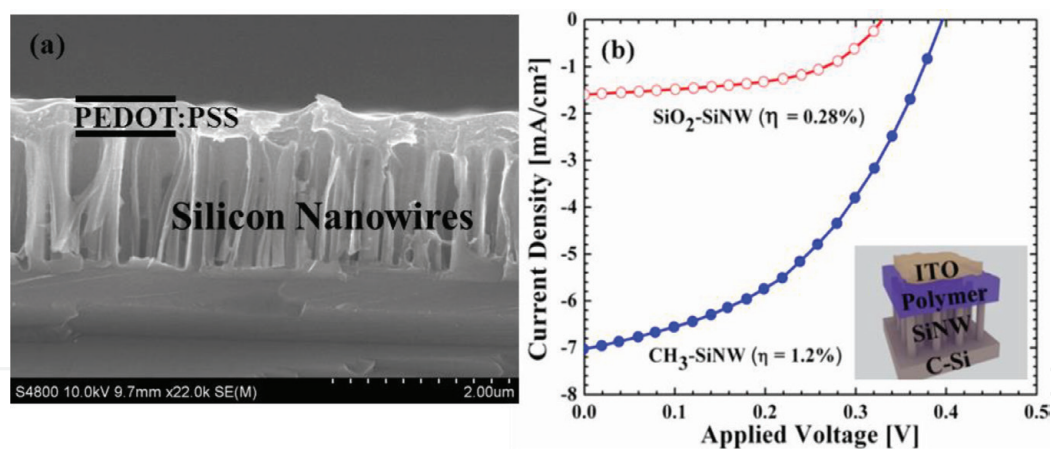 (a)
PEDOT:PSS
Silicon Nanowires
S4800 10.0kV 9.7mm x22.0k SE(M)
2.00um
(b)
0
-1
-2
-3
-4
-5
-6
-7
-8
Current Density [mA/cm²]
SiO₂-SiNW (η = 0.28%)
CH₃-SiNW (η = 1.2%)
ITO
Polymer
SiNW
C-Si
0.0 0.1 0.2 0.3 0.4 0.5
Applied Voltage [V]